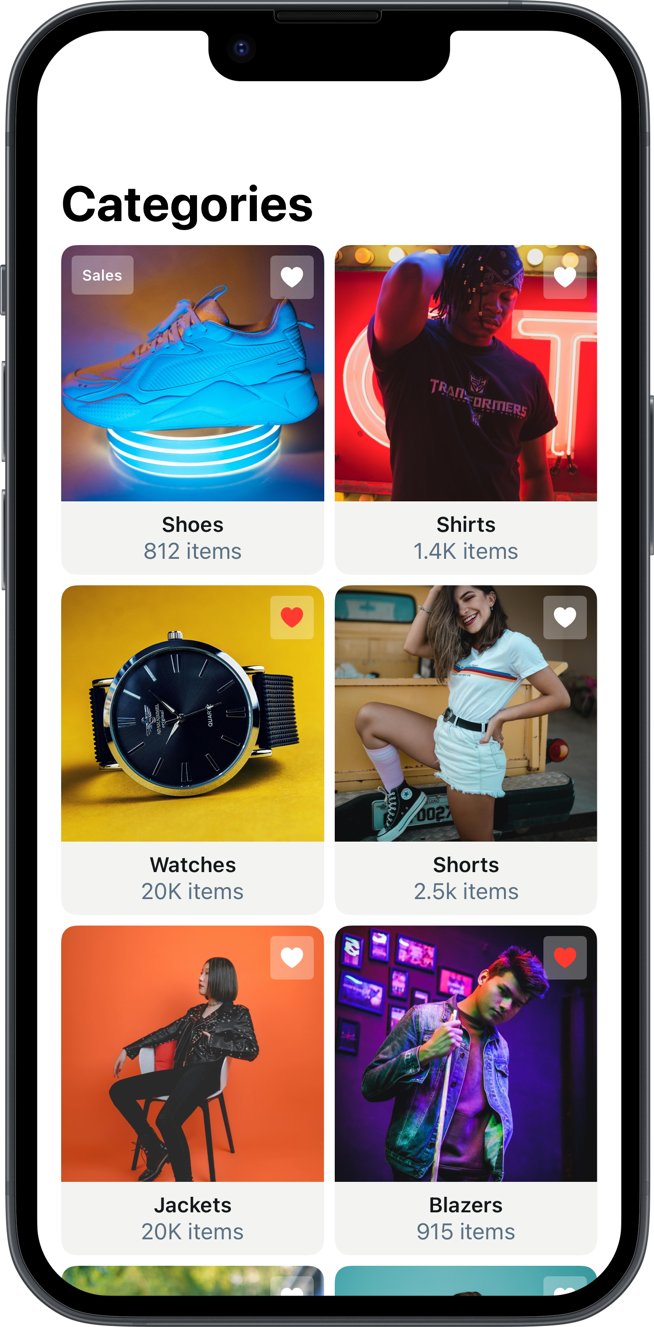 Categories
Sales
TRANSFORMERS
Shoes
812 items
Shirts
1.4K items
QUARTZ
Watches
20K items
Shorts
2.5k items
Jackets
20K items
Blazers
915 items